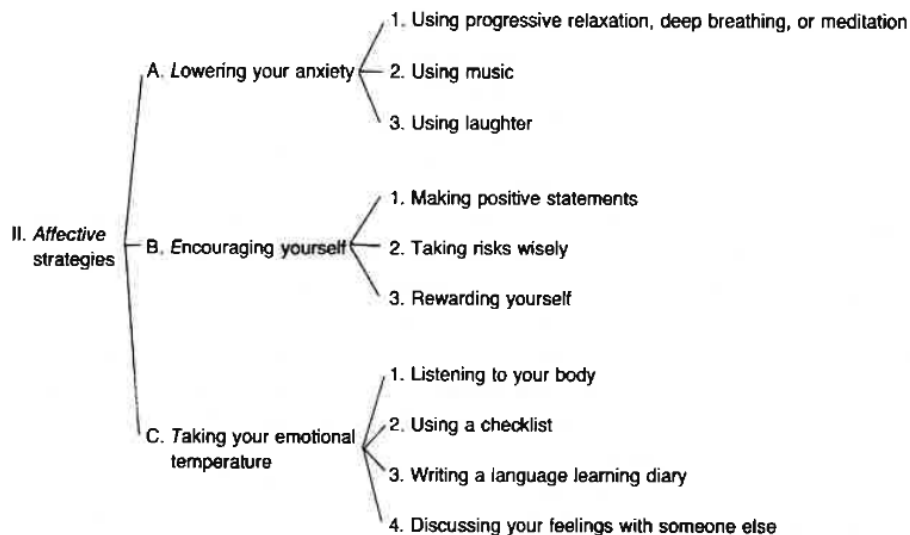 1. Using progressive relaxation, deep breathing, or meditation
A. Lowering your anxiety
2. Using music
3. Using laughter
1. Making positive statements
II. Affective
strategies
B. Encouraging yourself
2. Taking risks wisely
3. Rewarding yourself
1. Listening to your body
2. Using a checklist
C. Taking your emotional
temperature
3. Writing a language learning diary
4. Discussing your feelings with someone else